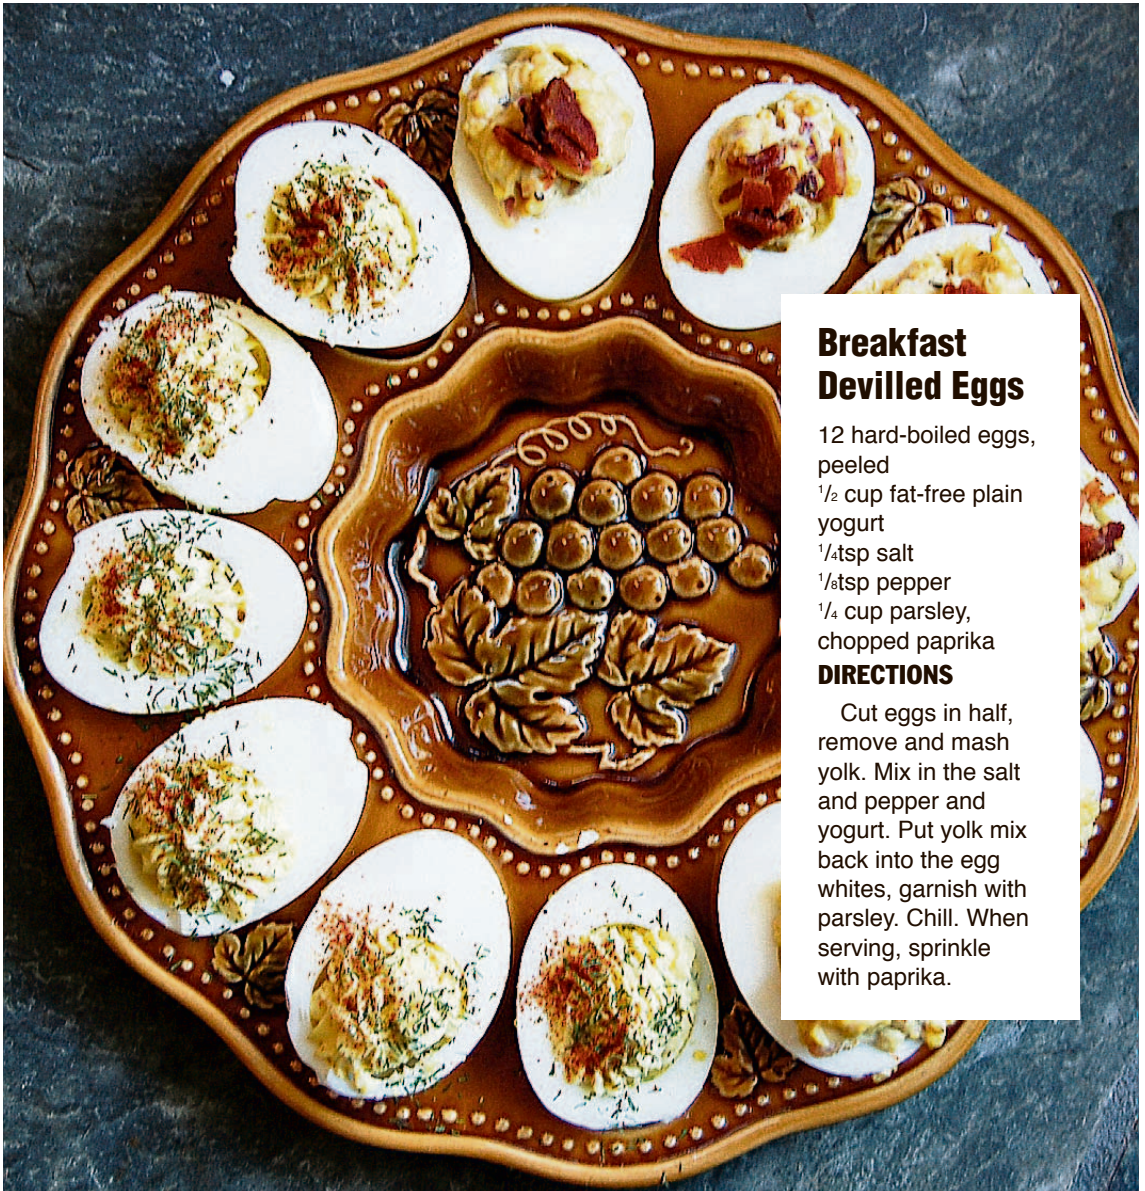 Breakfast
Devilled Eggs
12 hard-boiled eggs,
peeled
1/2 cup fat-free plain
yogurt
1/4tsp salt
1/8tsp pepper
1/4 cup parsley,
chopped paprika
DIRECTIONS
Cut eggs in half,
remove and mash
yolk. Mix in the salt
and pepper and
yogurt. Put yolk mix
back into the egg
whites, garnish with
parsley. Chill. When
serving, sprinkle
with paprika.